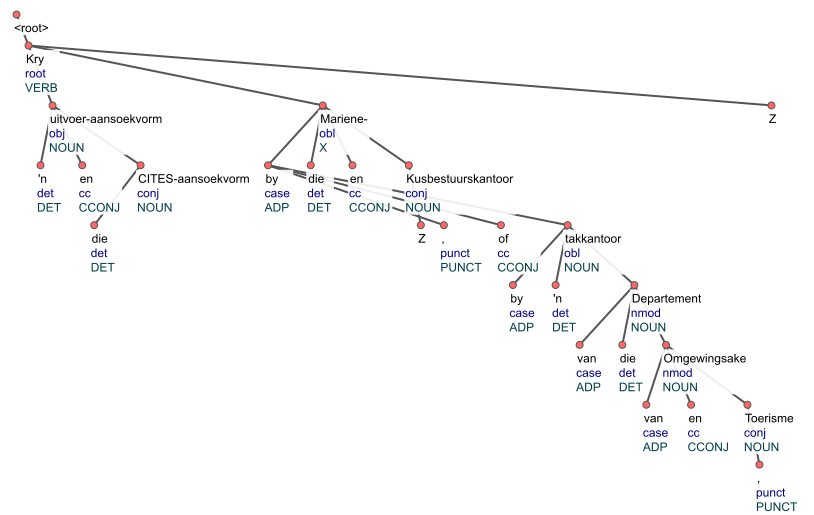 <root>
Kry
root
VERB
uitvoer-aansoekvorm Mariene- Z
obj obl
NOUN X
'n en CITES-aansoekvorm by die en Kusbestuurskantoor
det cc conj case det cc conj
DET CCONJ NOUN ADP DET CCONJ NOUN
die Z , of takkantoor
det punct cc obl
DET PUNCT CCONJ NOUN
by 'n Departement
case det nmod
ADP DET NOUN
van die Omgewingsake
case det nmod
ADP DET NOUN
van en Toerisme
case cc conj
ADP CCONJ NOUN
,
punct
PUNCT